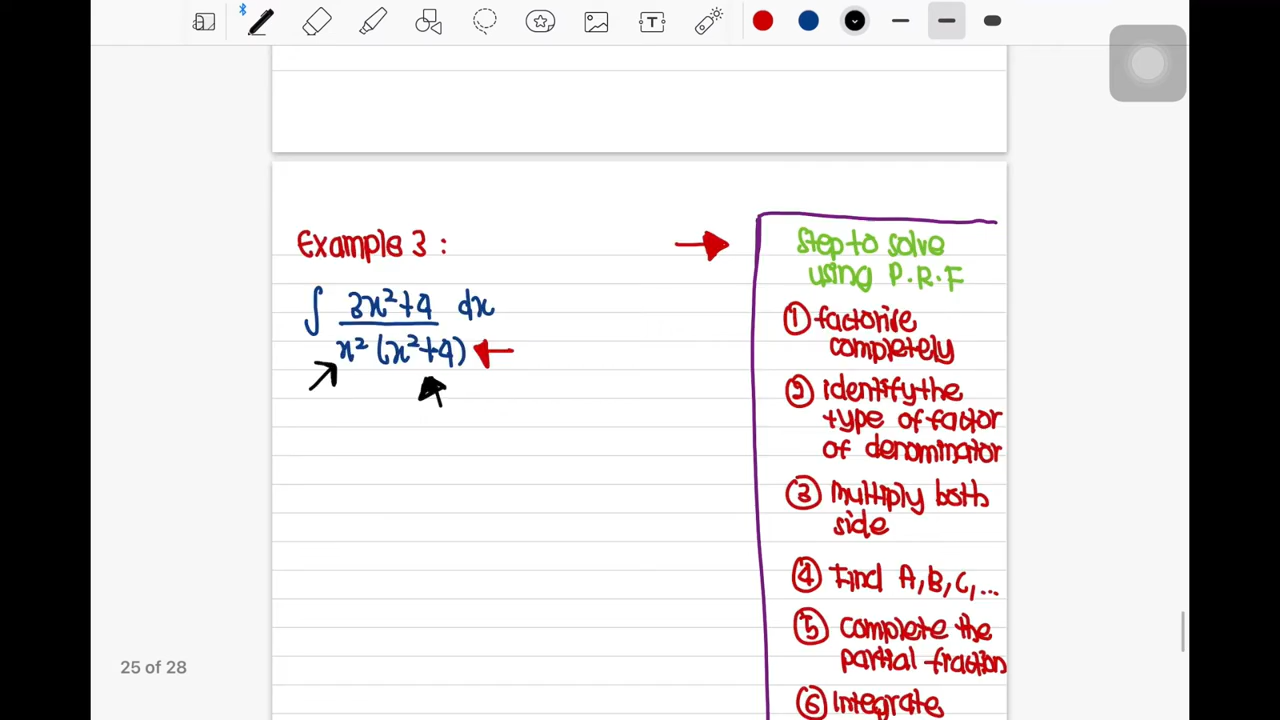 Example 3 :
∫ 3x²+4 dx
x² (x²+4)
Step to solve
using P.R.F
① factorise
completely
② identify the
type of factor
of denominator
③ Multiply both
side
④ Find A, B, C, ...
⑤ complete the
partial fraction
⑥ Integrate
25 of 28